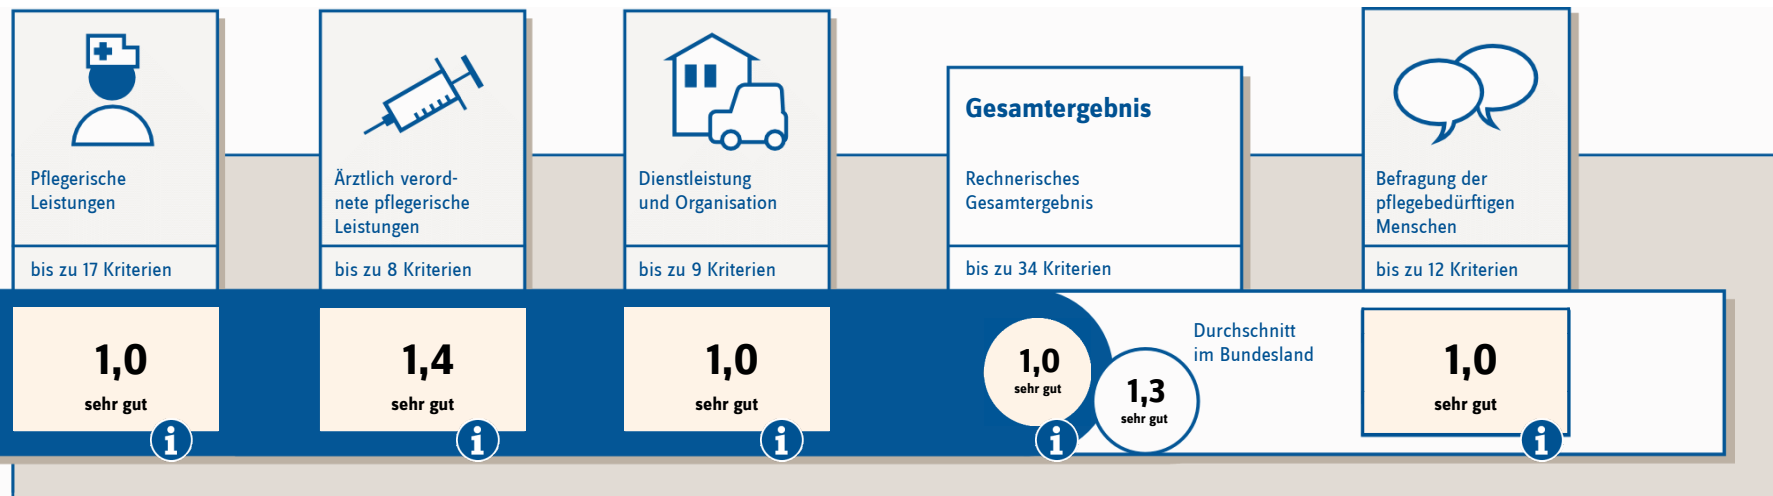 Pflegerische
Leistungen
bis zu 17 Kriterien
1,0
sehr gut
Ärztlich verord-
nete pflegerische
Leistungen
bis zu 8 Kriterien
1,4
sehr gut
Dienstleistung
und Organisation
bis zu 9 Kriterien
1,0
sehr gut
Gesamtergebnis
Rechnerisches
Gesamtergebnis
bis zu 34 Kriterien
1,0
sehr gut
1,3
sehr gut
Durchschnitt
im Bundesland
Befragung der
pflegebedürftigen
Menschen
bis zu 12 Kriterien
1,0
sehr gut